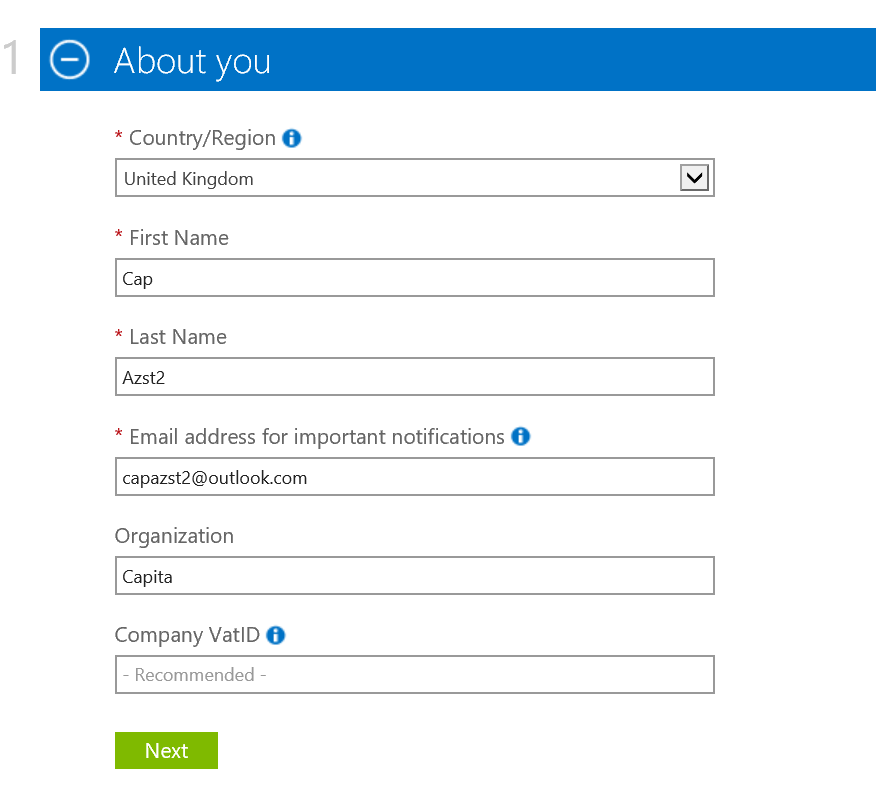 1 About you
* Country/Region
United Kingdom
* First Name
Cap
* Last Name
Azst2
* Email address for important notifications
capazst2@outlook.com
Organization
Capita
Company VatID
- Recommended -
Next